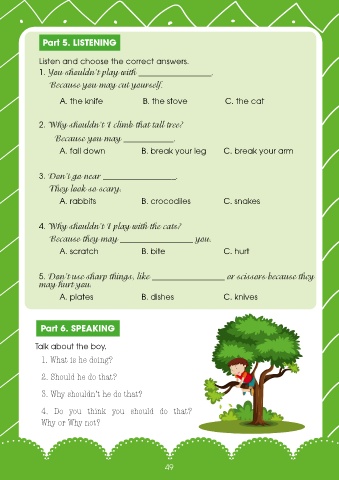 Part 5. LISTENING
Listen and choose the correct answers.
1. You shouldn't play with ________________.
Because you may cut yourself.
A. the knife B. the stove C. the cat
2. Why shouldn't I climb that tall tree?
Because you may ___________.
A. fall down B. break your leg C. break your arm
3. Don't go near ________________.
They look so scary.
A. rabbits B. crocodiles C. snakes
4. Why shouldn't I play with the cats?
Because they may ________________ you.
A. scratch B. bite C. hurt
5. Don't use sharp things, like ________________ or scissors because they
may hurt you.
A. plates B. dishes C. knives
Part 6. SPEAKING
Talk about the boy.
1. What is he doing?
2. Should he do that?
3. Why shouldn't he do that?
4. Do you think you should do that?
Why or Why not?
49